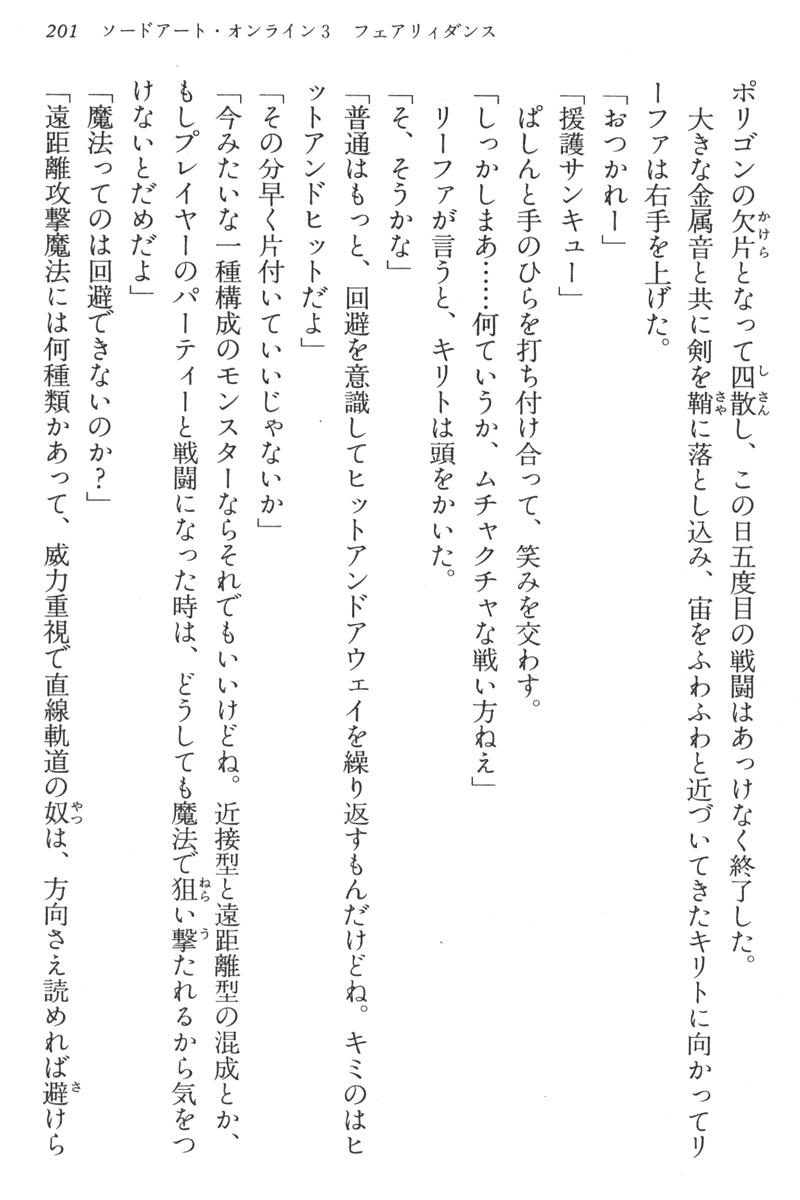 201 ソードアート・オンライン3 フェアリィダンス
ポリゴンの欠片となって四散し、この日五度目の戦闘はあっけなく終了した。
大きな金属音と共に剣を鞘に落とし込み、宙をふわふわと近づいてきたキリトに向かってリ
ーファは右手を上げた。
「おつかれー」
「援護サンキュー」
ぱしんと手のひらを打ち付け合って、笑みを交わす。
「しっかしまあ……何ていうか、ムチャクチャな戦い方ねぇ」
リーファが言うと、キリトは頭をかいた。
「そ、そうかな」
「普通はもっと、回避を意識してヒットアンドアウェイを繰り返すもんだけどね。キミのはヒ
ットアンドヒットだよ」
「その分早く片付いていいじゃないか」
「今みたいな一種構成のモンスターならそれでもいいけどね。近接型と遠距離型の混成とか、
もしプレイヤーのパーティーと戦闘になった時は、どうしても魔法で狙い撃たれるから気をつ
けないとだめだよ」
「魔法ってのは回避できないのか？」
「遠距離攻撃魔法には何種類かあって、威力重視で直線軌道の奴は、方向さえ読めれば避けら